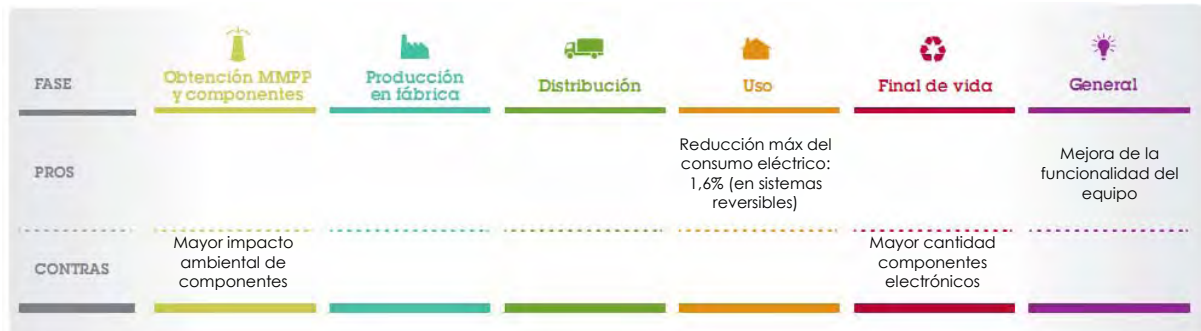 FASE
Obtención MMPP
y componentes
Producción
en fábrica
Distribución
Uso
Final de vida
General
PROS
Reducción máx del
consumo eléctrico:
1,6% (en sistemas
reversibles)
Mejora de la
funcionalidad del
equipo
CONTRAS
Mayor impacto
ambiental de
componentes
Mayor cantidad
componentes
electrónicos